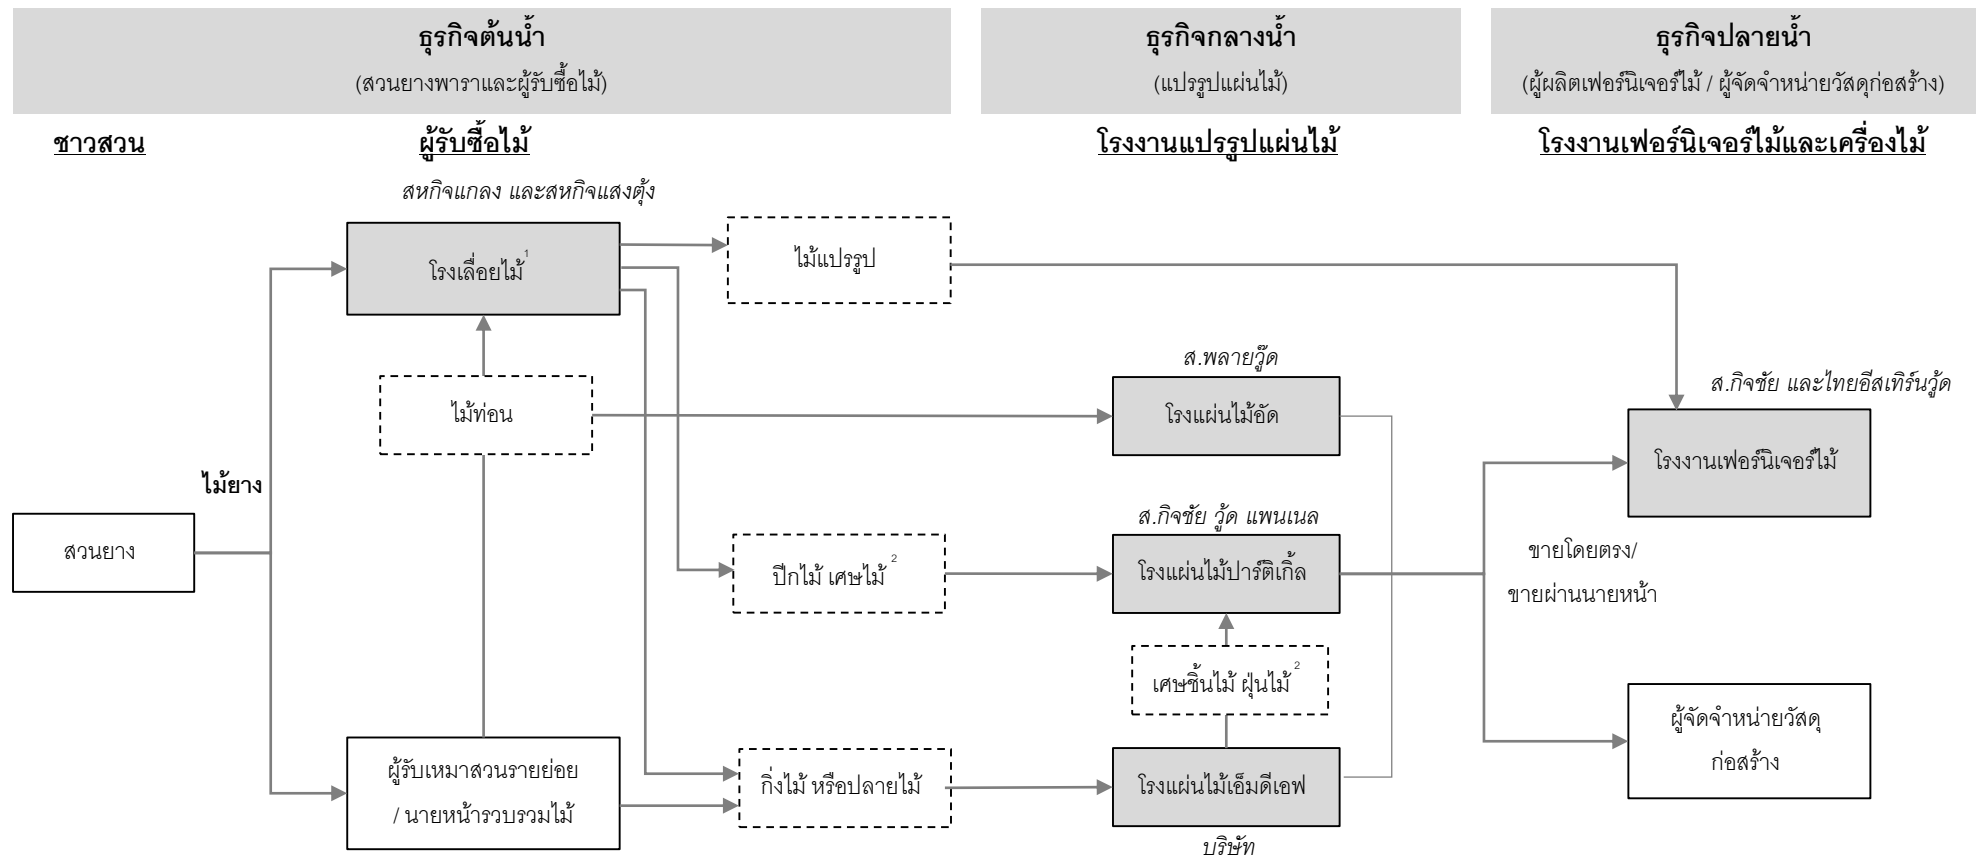 ธุรกิจต้นน้ำ
(สวนยางพาราและผู้รับซื้อไม้)
ธุรกิจกลางน้ำ
(แปรรูปแผ่นไม้)
ธุรกิจปลายน้ำ
(ผู้ผลิตเฟอร์นิเจอร์ไม้ / ผู้จัดจำหน่ายวัสดุก่อสร้าง)
ชาวสวน
ผู้รับซื้อไม้
โรงงานแปรรูปแผ่นไม้
โรงงานเฟอร์นิเจอร์ไม้และเครื่องไม้
สหกิจแกลง และสหกิจแสงตุ้ง
โรงเลื่อยไม้1
ไม้แปรรูป
ไม้ท่อน
ส.พลายวู๊ด
โรงแผ่นไม้อัด
ส.กิจชัย และไทยอีสเทิร์นวู้ด
โรงงานเฟอร์นิเจอร์ไม้
ไม้ยาง
สวนยาง
ส.กิจชัย วู้ด แพนเนล
ปีกไม้ เศษไม้ 2
โรงแผ่นไม้ปาร์ติเกิ้ล
ขายโดยตรง/
ขายผ่านนายหน้า
เศษชิ้นไม้ ฝุ่นไม้2
ผู้รับเหมาสวนรายย่อย
/ นายหน้ารวบรวมไม้
กิ่งไม้ หรือปลายไม้
โรงแผ่นไม้เอ็มดีเอฟ
บริษัท
ผู้จัดจำหน่ายวัสดุ
ก่อสร้าง